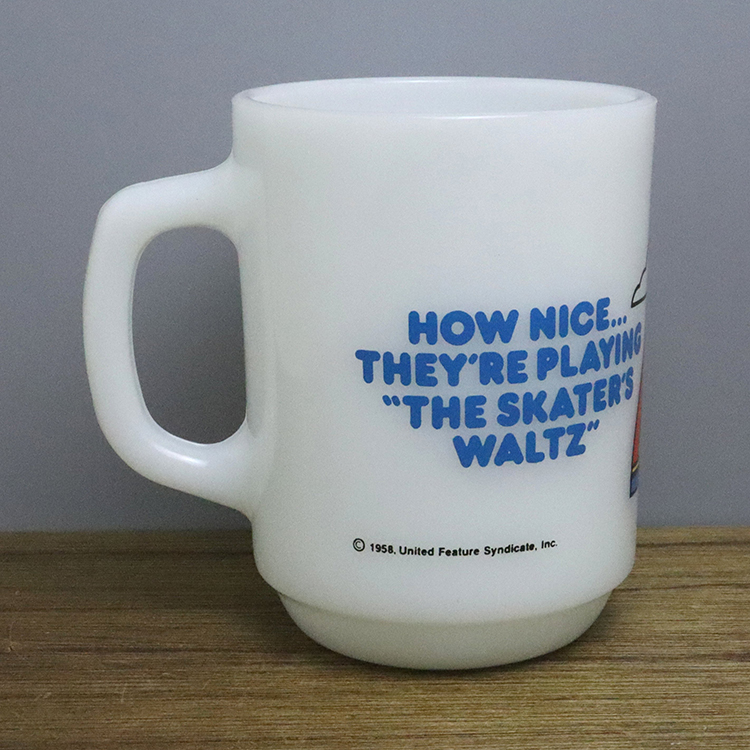 HOW NICE...
THEY'RE PLAYING
"THE SKATER'S
WALTZ"
© 1958, United Feature Syndicate, Inc.